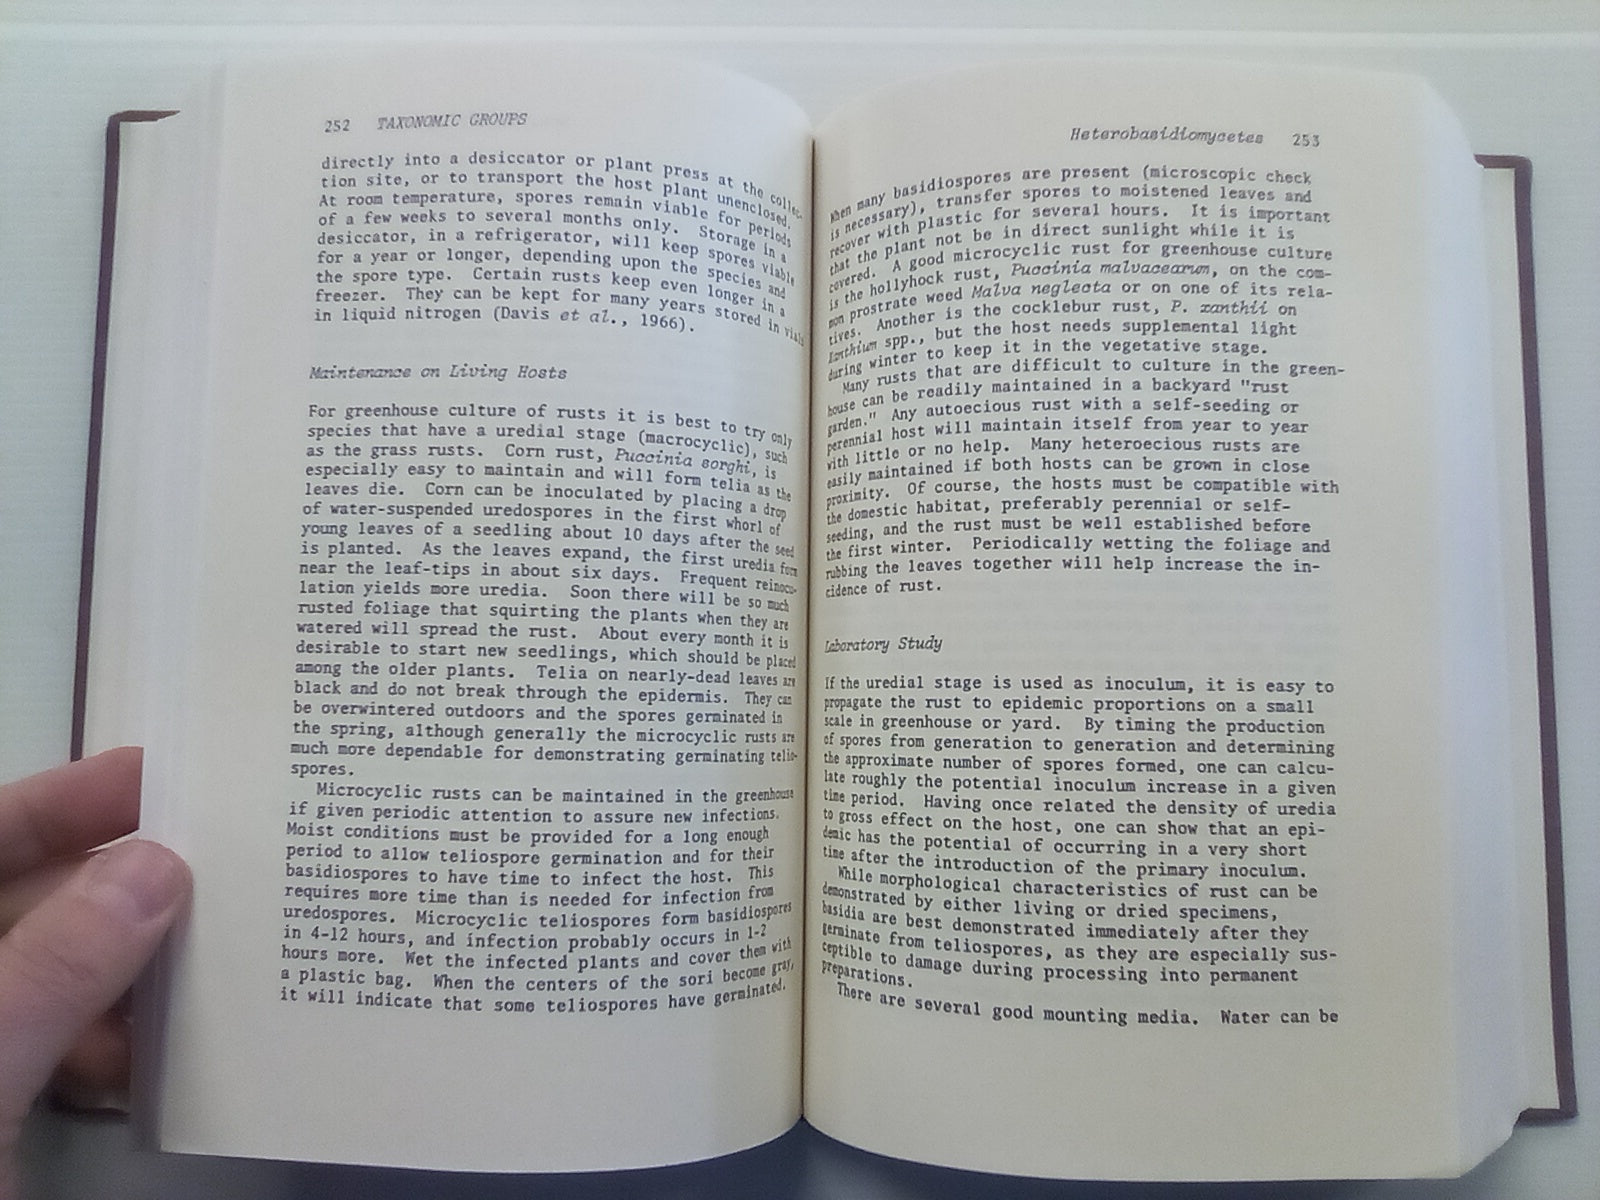 252 TAXONOMIC GROUPS
directly into a desiccator or plant press at the collec-
tion site, or to transport the host plant unenclosed.
At room temperature, spores remain viable for periods
of a few weeks to several months only. Storage in a
desiccator, in a refrigerator, will keep spores viable
for a year or longer, depending upon the species and
the spore type. Certain rusts keep even longer in a
freezer. They can be kept for many years stored in vials
in liquid nitrogen (Davis et al., 1966).
Maintenance on Living Hosts
For greenhouse culture of rusts it is best to try only
species that have a uredial stage (macrocyclic), such
as the grass rusts. Corn rust, Puccinia sorghi, is
especially easy to maintain and will form telia as the
leaves die. Corn can be inoculated by placing a drop
of water-suspended uredospores in the first whorl of
young leaves of a seedling about 10 days after the seed
is planted. As the leaves expand, the first uredia form
near the leaf-tips in about six days. Frequent reinocu-
lation yields more uredia. Soon there will be so much
rusted foliage that squirting the plants when they are
watered will spread the rust. About every month it is
desirable to start new seedlings, which should be placed
among the older plants. Telia on nearly-dead leaves are
black and do not break through the epidermis. They can
be overwintered outdoors and the spores germinated in
the spring, although generally the microcyclic rusts are
much more dependable for demonstrating germinating telio-
spores.
Microcyclic rusts can be maintained in the greenhouse
if given periodic attention to assure new infections.
Moist conditions must be provided for a long enough
period to allow teliospore germination and for their
basidiospores to have time to infect the host. This
requires more time than is needed for infection from
uredospores. Microcyclic teliospores form basidiospores
in 4-12 hours, and infection probably occurs in 1-2
hours more. Wet the infected plants and cover them with
a plastic bag. When the centers of the sori become gray,
it will indicate that some teliospores have germinated.
Heterobasidiomycetes 253
When many basidiospores are present (microscopic check
is necessary), transfer spores to moistened leaves and
recover with plastic for several hours. It is important
that the plant not be in direct sunlight while it is
covered. A good microcyclic rust for greenhouse culture
is the hollyhock rust, Puccinia malvacearum, on the com-
mon prostrate weed Malva neglecta or on one of its rela-
tives. Another is the cocklebur rust, P. xanthii on
Xanthium spp., but the host needs supplemental light
during winter to keep it in the vegetative stage.
Many rusts that are difficult to culture in the green-
house can be readily maintained in a backyard "rust
garden." Any autoecious rust with a self-seeding or
perennial host will maintain itself from year to year
with little or no help. Many heteroecious rusts are
easily maintained if both hosts can be grown in close
proximity. Of course, the hosts must be compatible with
the domestic habitat, preferably perennial or self-
seeding, and the rust must be well established before
the first winter. Periodically wetting the foliage and
rubbing the leaves together will help increase the in-
cidence of rust.
Laboratory Study
If the uredial stage is used as inoculum, it is easy to
propagate the rust to epidemic proportions on a small
scale in greenhouse or yard. By timing the production
of spores from generation to generation and determining
the approximate number of spores formed, one can calcu-
late roughly the potential inoculum increase in a given
time period. Having once related the density of uredia
to gross effect on the host, one can show that an epi-
demic has the potential of occurring in a very short
time after the introduction of the primary inoculum.
While morphological characteristics of rust can be
demonstrated by either living or dried specimens,
basidia are best demonstrated immediately after they
germinate from teliospores, as they are especially sus-
ceptible to damage during processing into permanent
preparations.
There are several good mounting media. Water can be